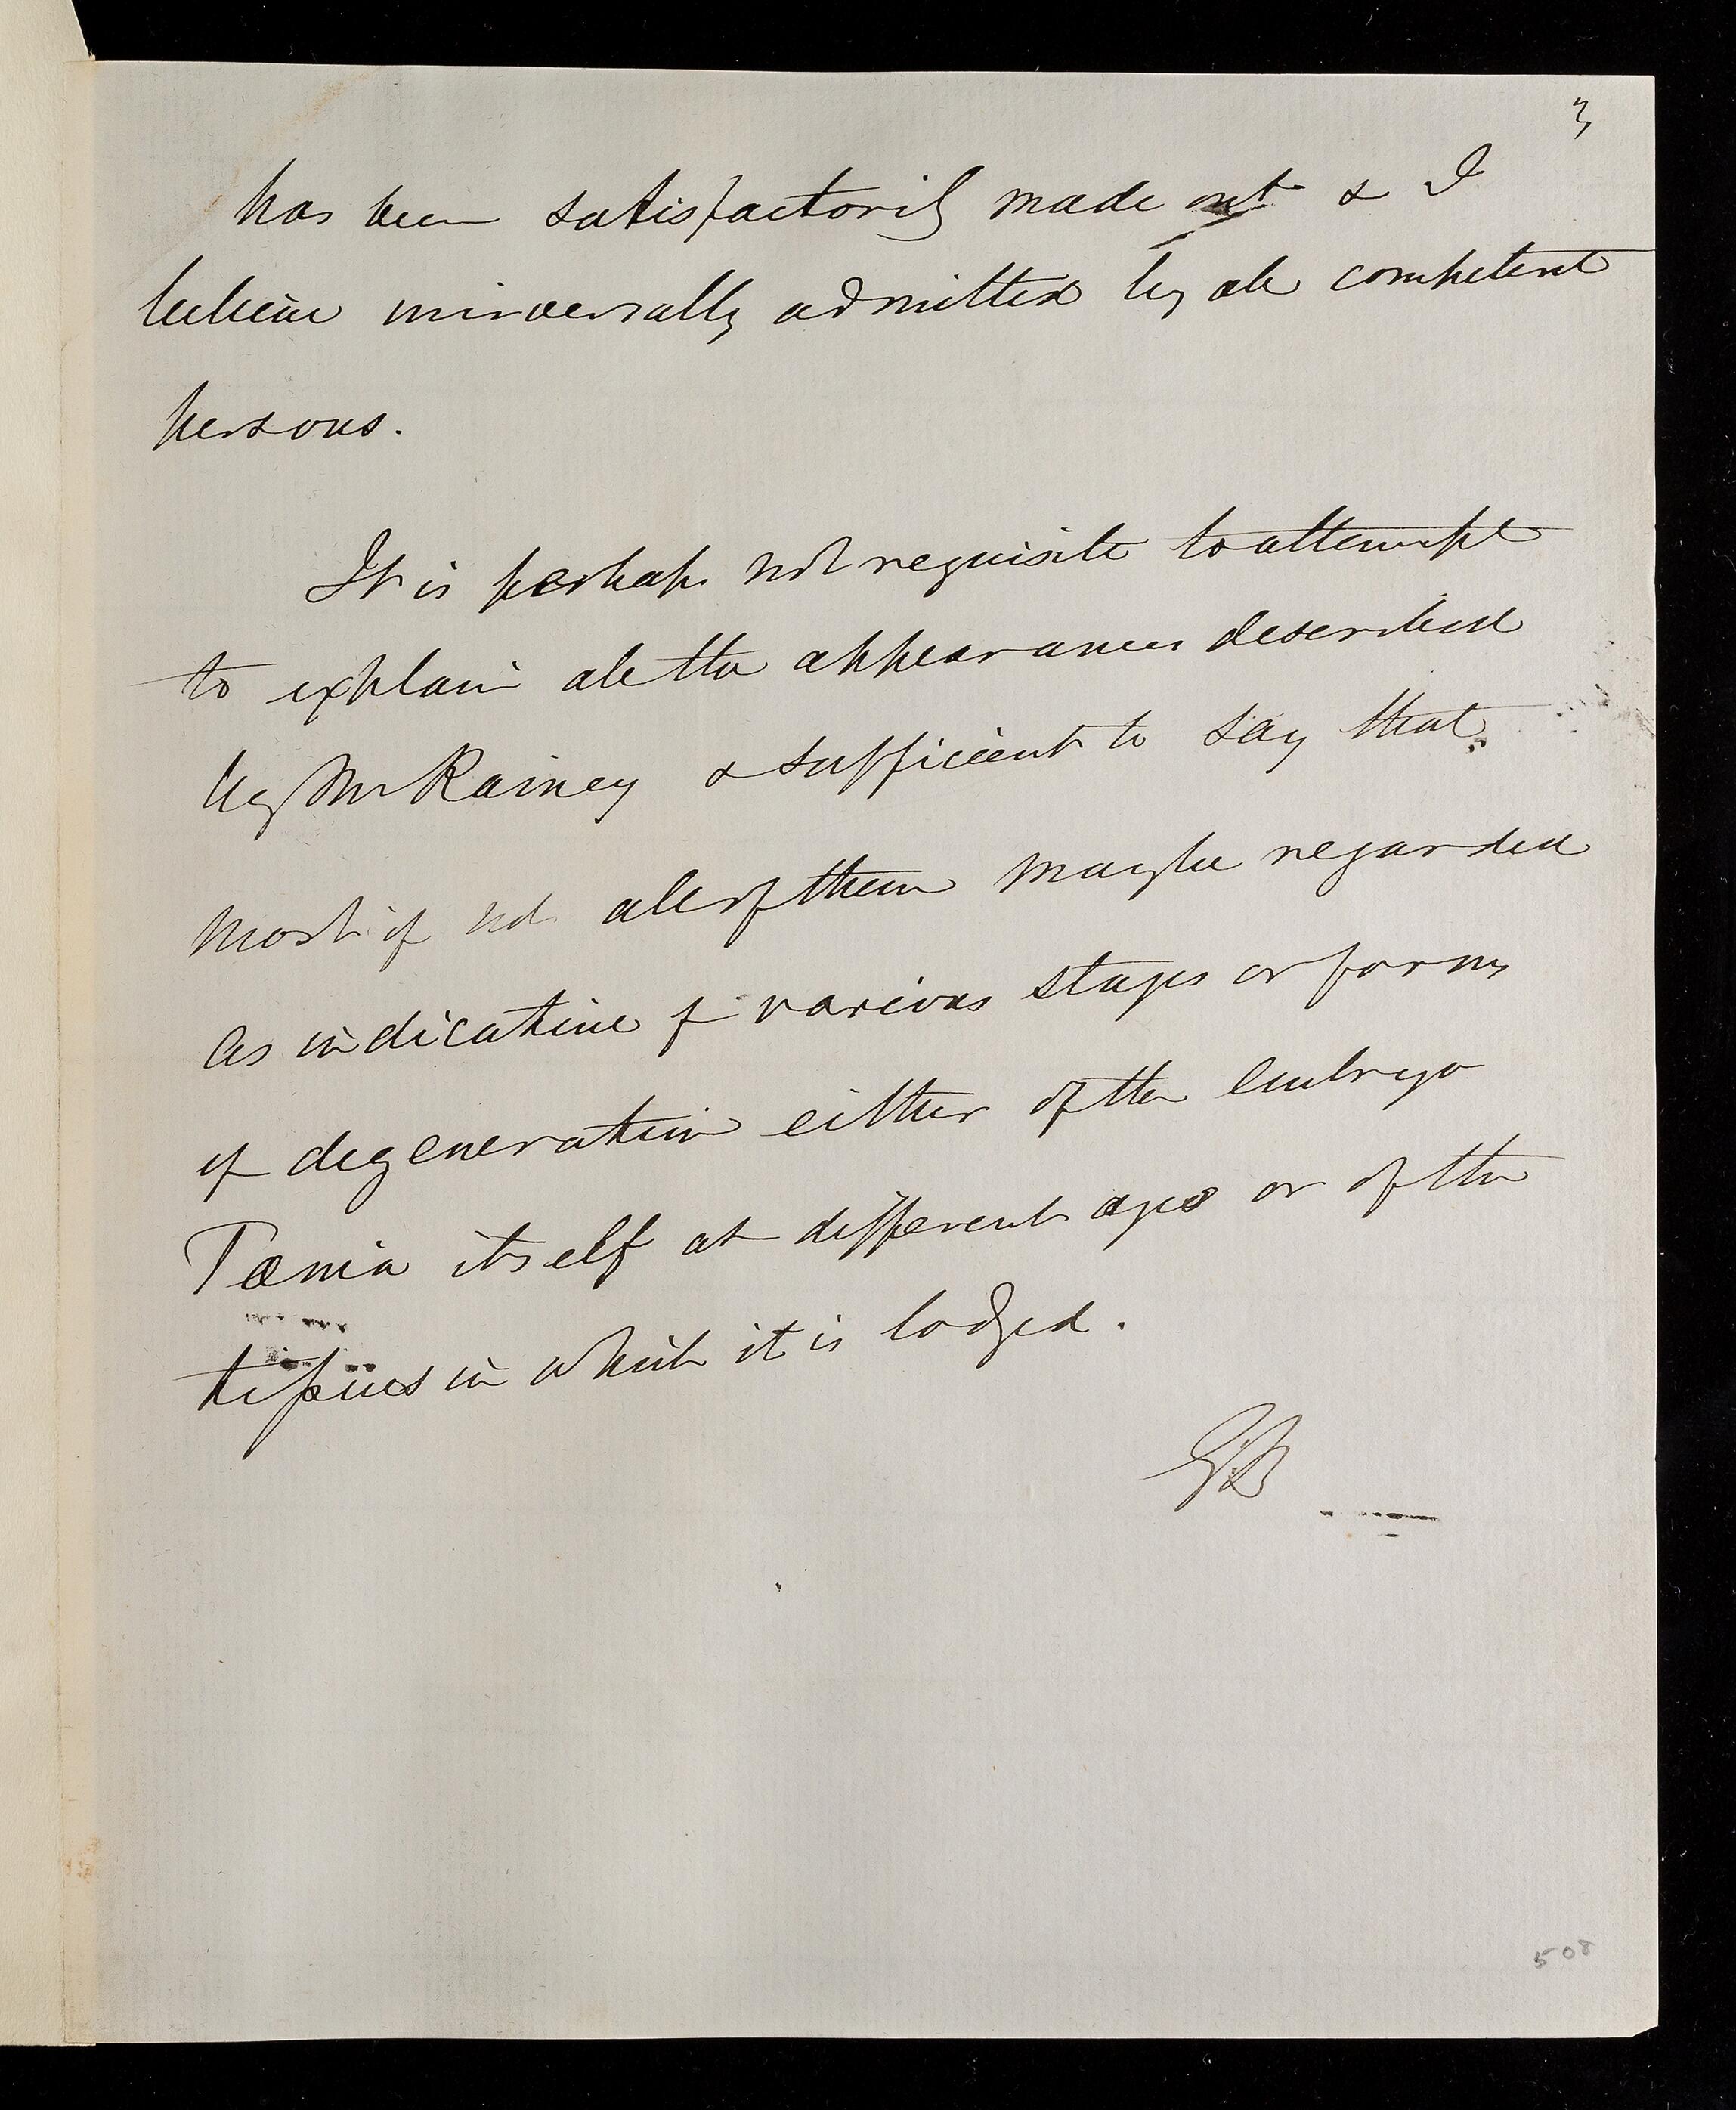 3
has been satisfactorily made out & I
believe universally admitted by all competent
persons.
It is perhaps not requisite to attempt
to explain all the appearances described
by Mr Rainey & sufficient to say that
most if not all of them may be regarded
as indicative of various stages or forms
of degeneration either of the embryo
Tænia itself at different ages or of the
tissues in which it is lodged.
GB
508